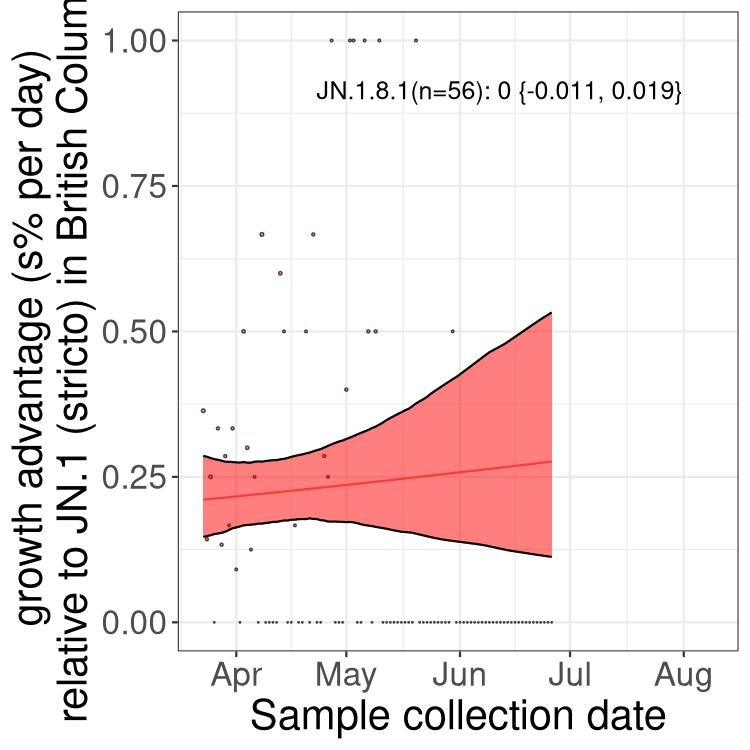 growth advantage (s% per day)
relative to JN.1 (stricto) in British Colum
1.00
0.75
0.50
0.25
0.00
JN.1.8.1(n=56): 0 {-0.011, 0.019}
Apr May Jun Jul Aug
Sample collection date